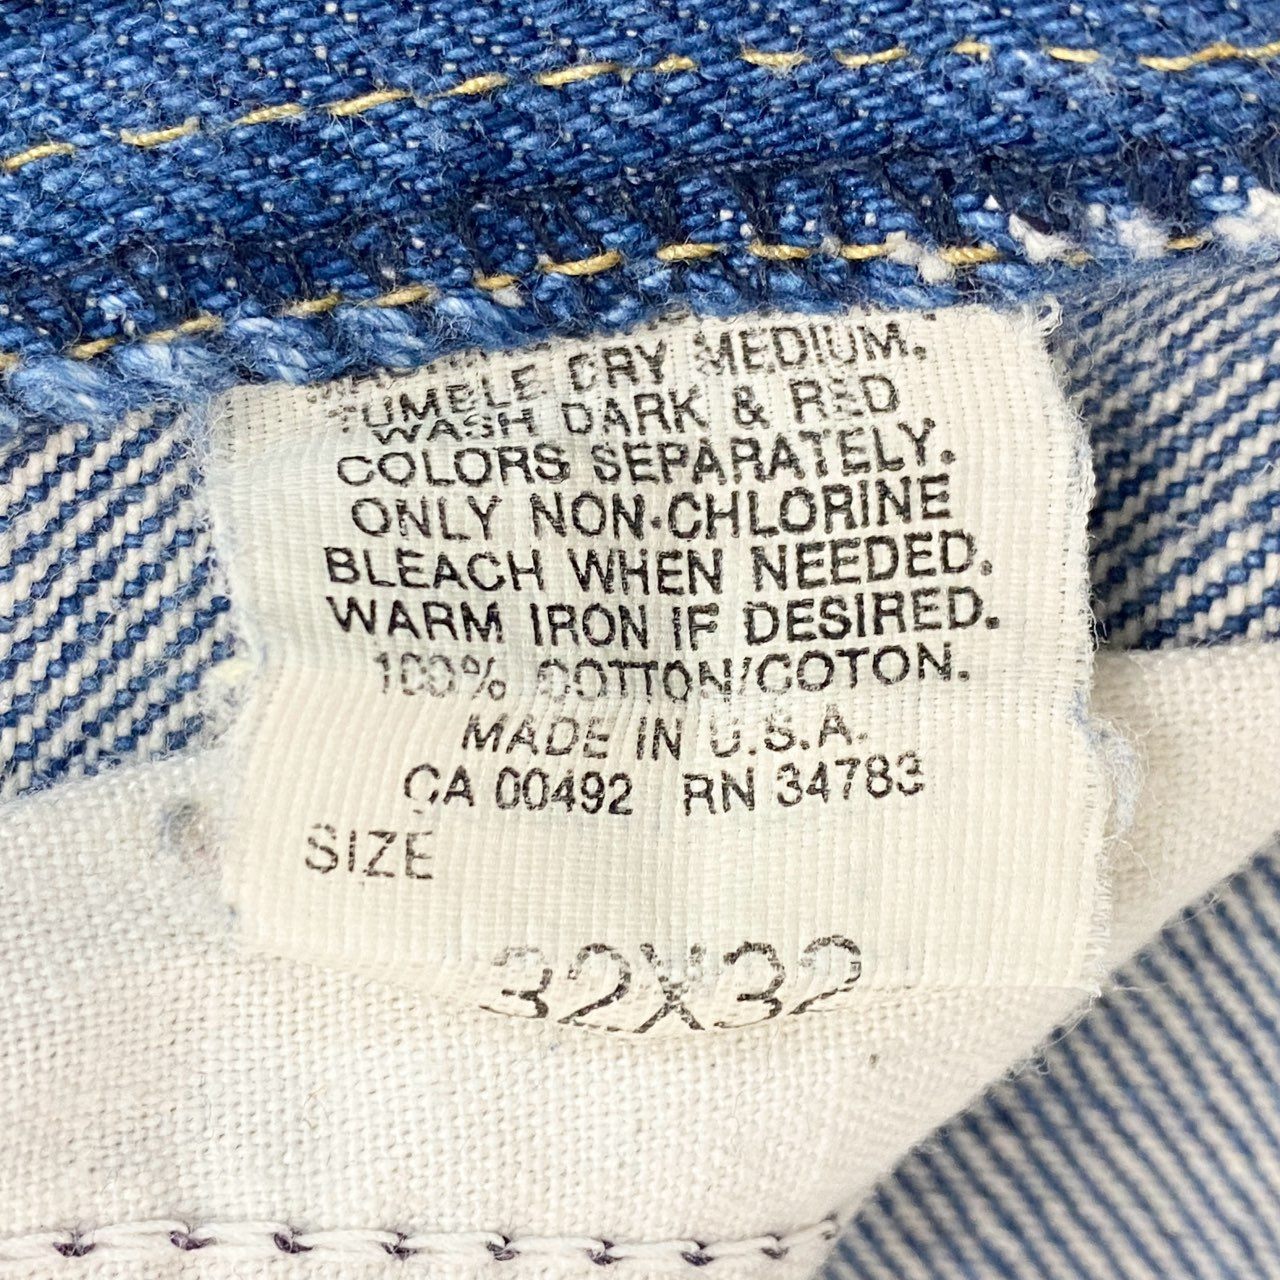 TUMBLE DRY MEDIUM.
WASH DARK & RED
COLORS SEPARATELY.
ONLY NON-CHLORINE
BLEACH WHEN NEEDED.
WARM IRON IF DESIRED.
100% COTTON/COTON.
MADE IN U.S.A.
CA 00492 RN 34783
SIZE
32X32